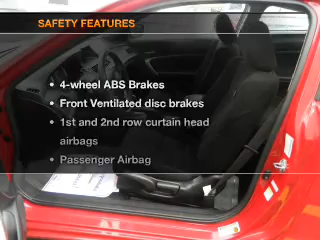 SAFETY FEATURES
• 4-wheel ABS Brakes
• Front Ventilated disc brakes
• 1st and 2nd row curtain head
airbags
• Passenger Airbag